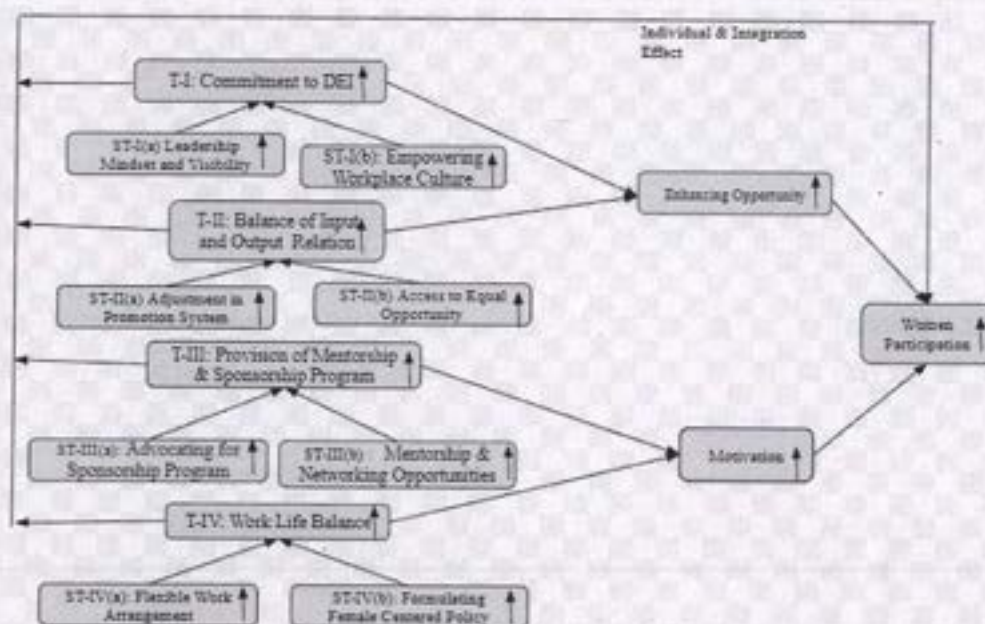 Individual & Integration
Effect
T-I: Commitment to DEI
ST-I(a) Leadership
Mindset and Visibility
ST-I(b): Empowering
Workplace Culture
Enhancing Opportunity
T-II: Balance of Input
and Output Relation
ST-II(a) Adjustment in
Promotion System
ST-II(b) Access to Equal
Opportunity
Women
Participation
T-III: Provision of Mentorship
& Sponsorship Program
ST-III(a): Advocating for
Sponsorship Program
ST-III(b) : Mentorship &
Networking Opportunities
Motivation
T-IV: Work Life Balance
ST-IV(a): Flexible Work
Arrangement
ST-IV(b): Formulating
Female Centered Policy